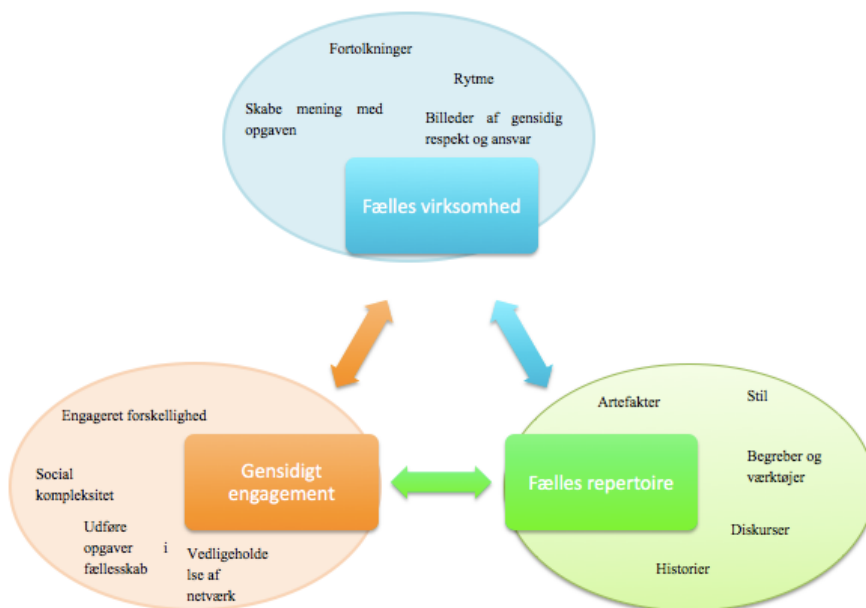 Fortolkninger
Rytme
Skabe mening med
opgaven
Billeder af gensidig
respekt og ansvar
Fælles virksomhed
Engageret forskellighed
Social
kompleksitet
Gensidigt
engagement
Udføre
opgaver i
fællesskab
Vedligeholde
lse af
netværk
Artefakter
Stil
Fælles repertoire
Begreber og
værktøjer
Diskurser
Historier